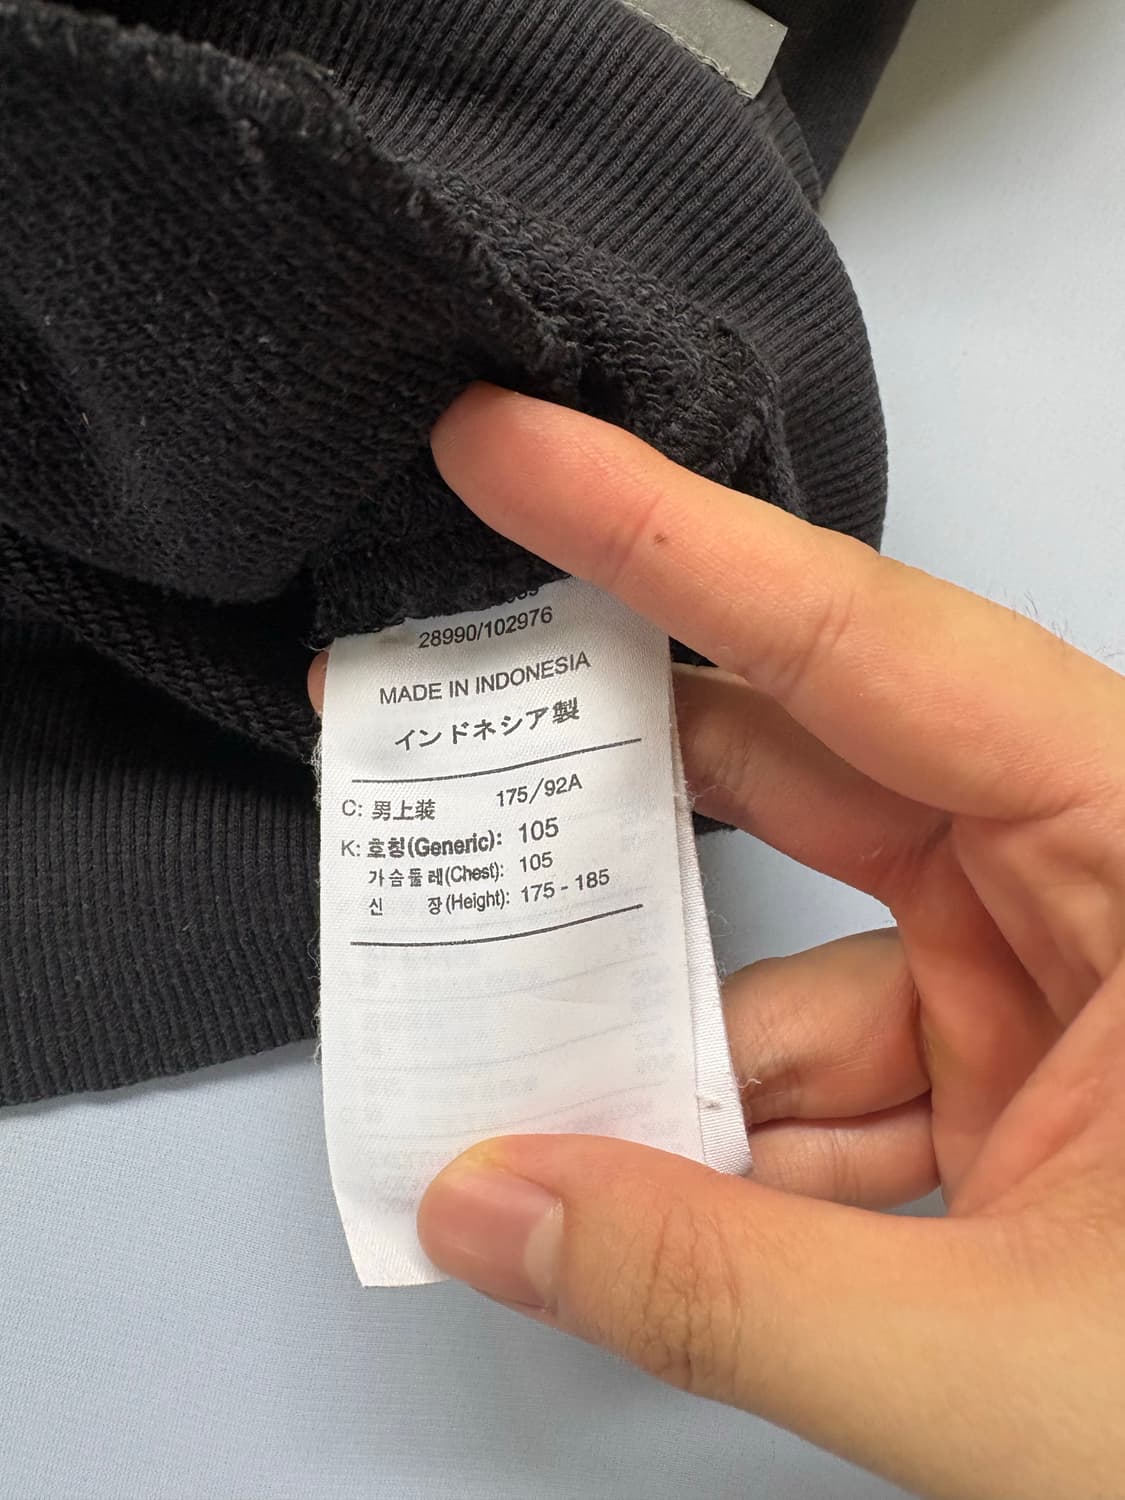 28990/102976
MADE IN INDONESIA
インドネシア製
C: 男上装 175/92A
K: 호칭(Generic): 105
가슴둘레(Chest): 105
신 장(Height): 175 - 185